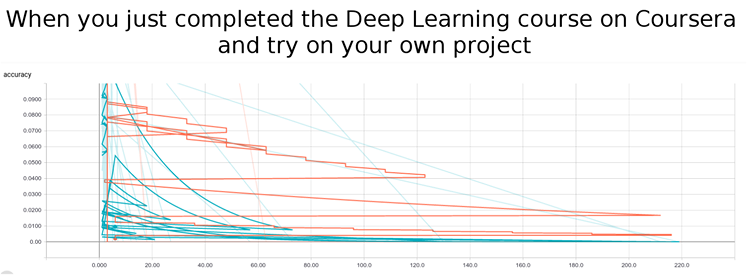 When you just completed the Deep Learning course on Coursera
and try on your own project
accuracy
0.0900
0.0800
0.0700
0.0600
0.0500
0.0400
0.0300
0.0200
0.0100
0.00
0.000 20.00 40.00 60.00 80.00 100.0 120.0 140.0 160.0 180.0 200.0 220.0